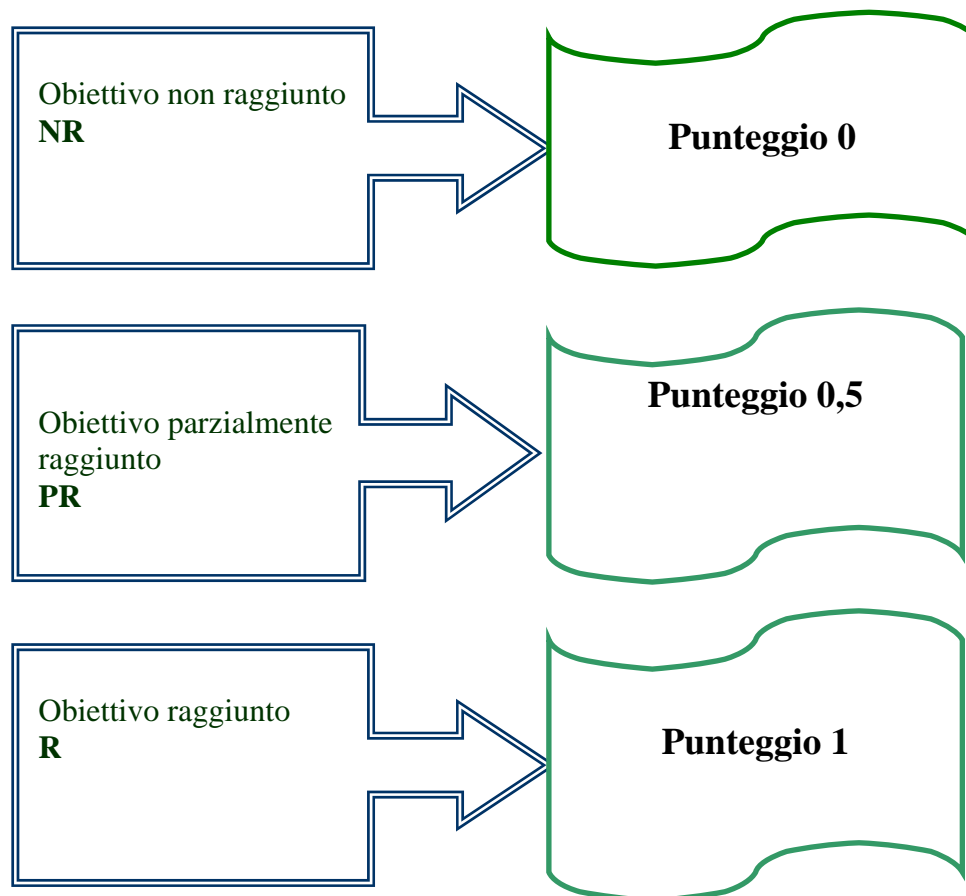 Obiettivo non raggiunto
NR
Punteggio 0
Obiettivo parzialmente
raggiunto
PR
Punteggio 0,5
Obiettivo raggiunto
R
Punteggio 1